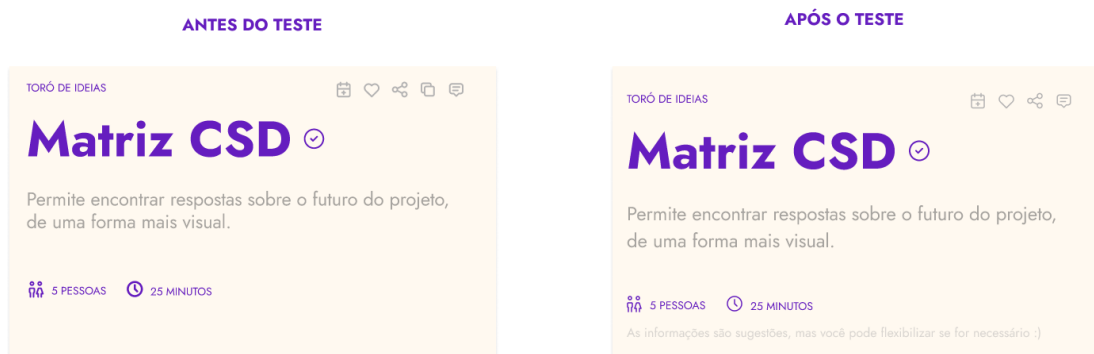 ANTES DO TESTE
TORÓ DE IDEIAS
Matriz CSD
Permite encontrar respostas sobre o futuro do projeto,
de uma forma mais visual.
5 PESSOAS 25 MINUTOS
APÓS O TESTE
TORÓ DE IDEIAS
Matriz CSD
Permite encontrar respostas sobre o futuro do projeto,
de uma forma mais visual.
5 PESSOAS 25 MINUTOS
As informações são sugestões, mas você pode flexibilizar se for necessário :)